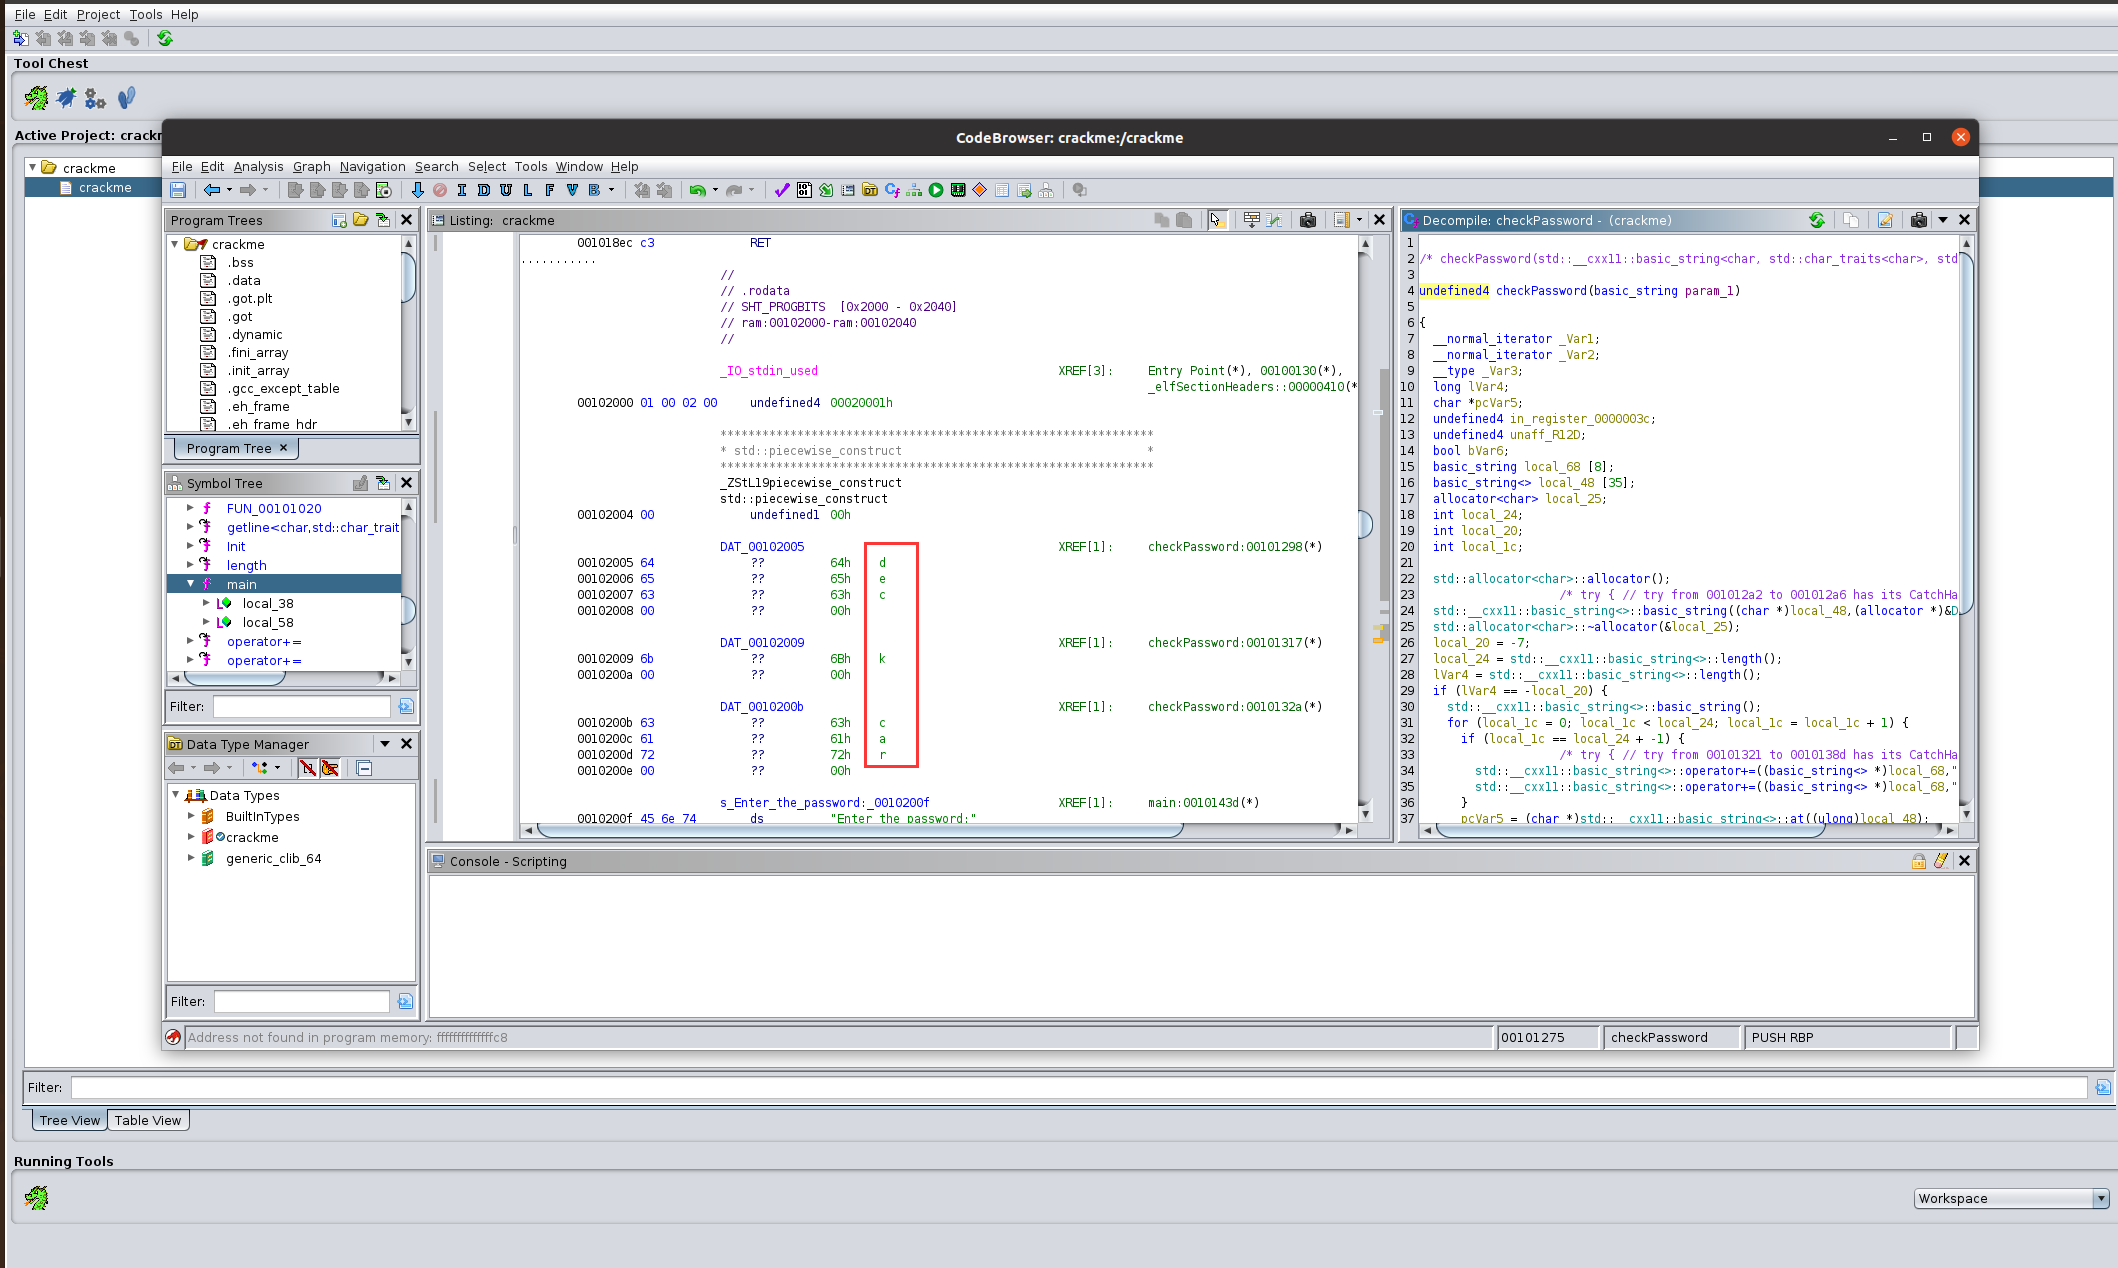 File Edit Project Tools Help
Tool Chest
Active Project: crackm
crackme
crackme
CodeBrowser: crackme:/crackme
File Edit Analysis Graph Navigation Search Select Tools Window Help
I D U L F V B
Program Trees
crackme
.bss
.data
.got.plt
.got
.dynamic
.fini_array
.init_array
.gcc_except_table
.eh_frame
.eh_frame_hdr
Program Tree ×
Symbol Tree
FUN_00101020
getline<char,std::char_trait
Init
length
main
local_38
local_58
operator+=
operator+=
Filter:
Data Type Manager
Data Types
BuiltInTypes
crackme
generic_clib_64
Filter:
Listing: crackme
001018ec c3 RET
...........
//
// .rodata
// SHT_PROGBITS [0x2000 - 0x2040]
// ram:00102000-ram:00102040
//
_IO_stdin_used XREF[3]: Entry Point(*), 00100130(*),
_elfSectionHeaders::00000410(*
00102000 01 00 02 00 undefined4 00020001h
**************************************************************
* std::piecewise_construct *
**************************************************************
_ZStL19piecewise_construct
std::piecewise_construct
00102004 00 undefined1 00h
DAT_00102005 XREF[1]: checkPassword:00101298(*)
00102005 64 ?? 64h d
00102006 65 ?? 65h e
00102007 63 ?? 63h c
00102008 00 ?? 00h
DAT_00102009 XREF[1]: checkPassword:00101317(*)
00102009 6b ?? 6Bh k
0010200a 00 ?? 00h
DAT_0010200b XREF[1]: checkPassword:0010132a(*)
0010200b 63 ?? 63h c
0010200c 61 ?? 61h a
0010200d 72 ?? 72h r
0010200e 00 ?? 00h
s_Enter_the_password:_0010200f XREF[1]: main:0010143d(*)
0010200f 45 6e 74 ds "Enter the password:"
Decompile: checkPassword - (crackme)
1
2 /* checkPassword(std::__cxx11::basic_string<char, std::char_traits<char>, std
3
4 undefined4 checkPassword(basic_string param_1)
5
6 {
7 __normal_iterator _Var1;
8 __normal_iterator _Var2;
9 __type _Var3;
10 long lVar4;
11 char *pcVar5;
12 undefined4 in_register_0000003c;
13 undefined4 unaff_R12D;
14 bool bVar6;
15 basic_string local_68 [8];
16 basic_string<> local_48 [35];
17 allocator<char> local_25;
18 int local_24;
19 int local_20;
20 int local_1c;
21
22 std::allocator<char>::allocator();
23 /* try { // try from 001012a2 to 001012a6 has its CatchHa
24 std::__cxx11::basic_string<>::basic_string((char *)local_48,(allocator *)&D
25 std::allocator<char>::~allocator(&local_25);
26 local_20 = -7;
27 local_24 = std::__cxx11::basic_string<>::length();
28 lVar4 = std::__cxx11::basic_string<>::length();
29 if (lVar4 == -local_20) {
30 std::__cxx11::basic_string<>::basic_string();
31 for (local_1c = 0; local_1c < local_24; local_1c = local_1c + 1) {
32 if (local_1c == local_24 + -1) {
33 /* try { // try from 00101321 to 0010138d has its CatchHa
34 std::__cxx11::basic_string<>::operator+=((basic_string<> *)local_68,"
35 std::__cxx11::basic_string<>::operator+=((basic_string<> *)local_68,"
36 }
37 pcVar5 = (char *)std::__cxx11::basic_string<>::at((ulong)local_48);
Console - Scripting
Address not found in program memory: ffffffffffffffc8
00101275 checkPassword PUSH RBP
Filter:
Tree View Table View
Running Tools
Workspace